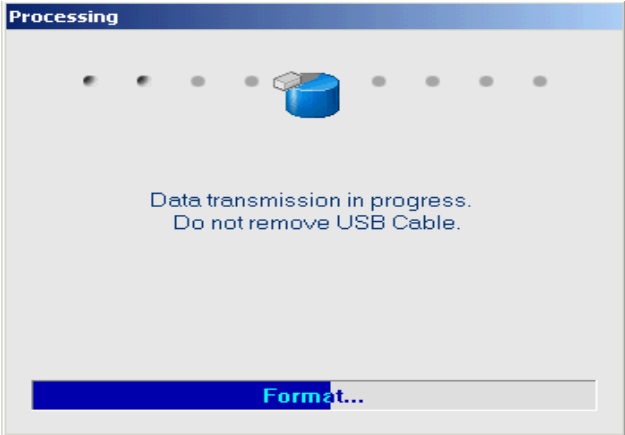 Processing
Data transmission in progress.
Do not remove USB Cable.
Format...